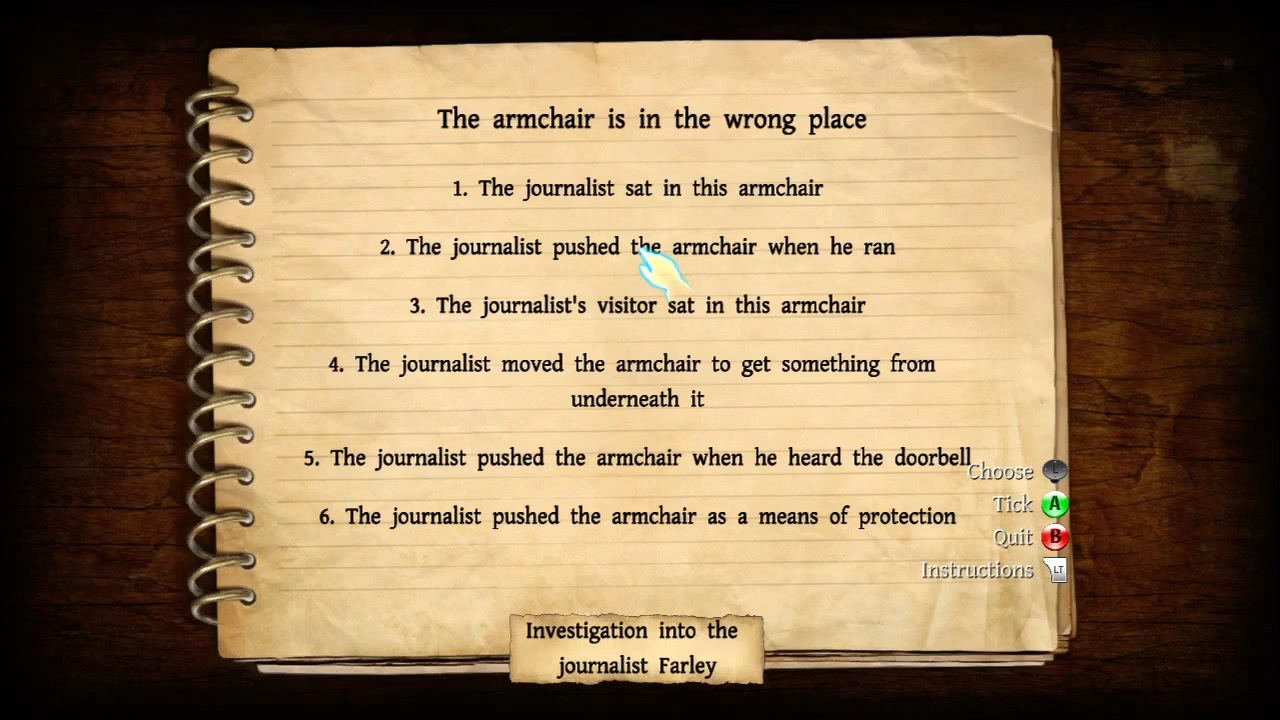 The armchair is in the wrong place
1. The journalist sat in this armchair
2. The journalist pushed the armchair when he ran
3. The journalist's visitor sat in this armchair
4. The journalist moved the armchair to get something from
underneath it
5. The journalist pushed the armchair when he heard the doorbell
6. The journalist pushed the armchair as a means of protection
Choose L
Tick A
Quit B
Instructions LT
Investigation into the
journalist Farley